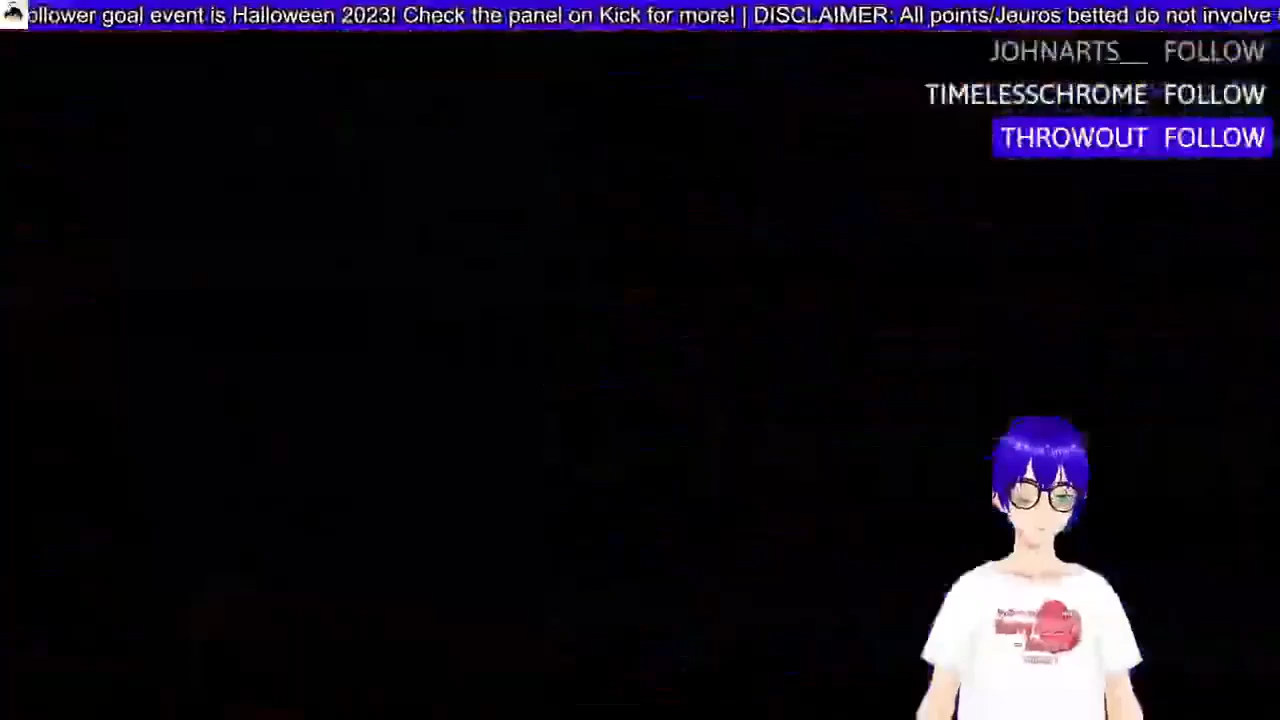 ollower goal event is Halloween 2023! Check the panel on Kick for more! | DISCLAIMER: All points/Jeuros betted do not involve
JOHNARTS__ FOLLOW
TIMELESSCHROME FOLLOW
THROWOUT FOLLOW